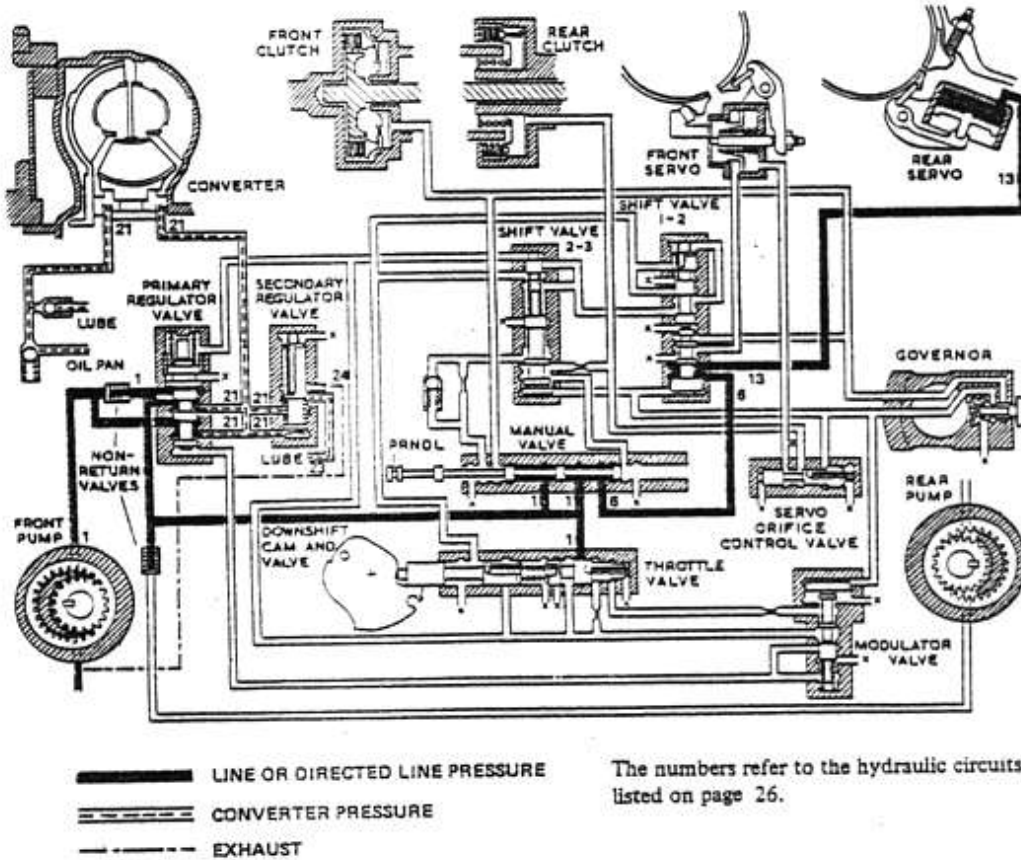 FRONT
CLUTCH
REAR
CLUTCH
CONVERTER
FRONT
SERVO
REAR
SERVO
13
21
21
SHIFT VALVE
1-2
SHIFT VALVE
2-3
PRIMARY
REGULATOR
VALVE
SECONDARY
REGULATOR
VALVE
LUBE
OIL PAN
1
x
x
x
x
x
21
21
24
21
21
13
6
GOVERNOR
NON-
RETURN
VALVES
LUBE
PRNDL
MANUAL
VALVE
1
1
6
x
x
SERVO
ORIFICE
CONTROL VALVE
REAR
PUMP
FRONT
PUMP
1
DOWNSHIFT
CAM AND
VALVE
1
THROTTLE
VALVE
x
MODULATOR
VALVE
x
LINE OR DIRECTED LINE PRESSURE
CONVERTER PRESSURE
EXHAUST
The numbers refer to the hydraulic circuits
listed on page 26.